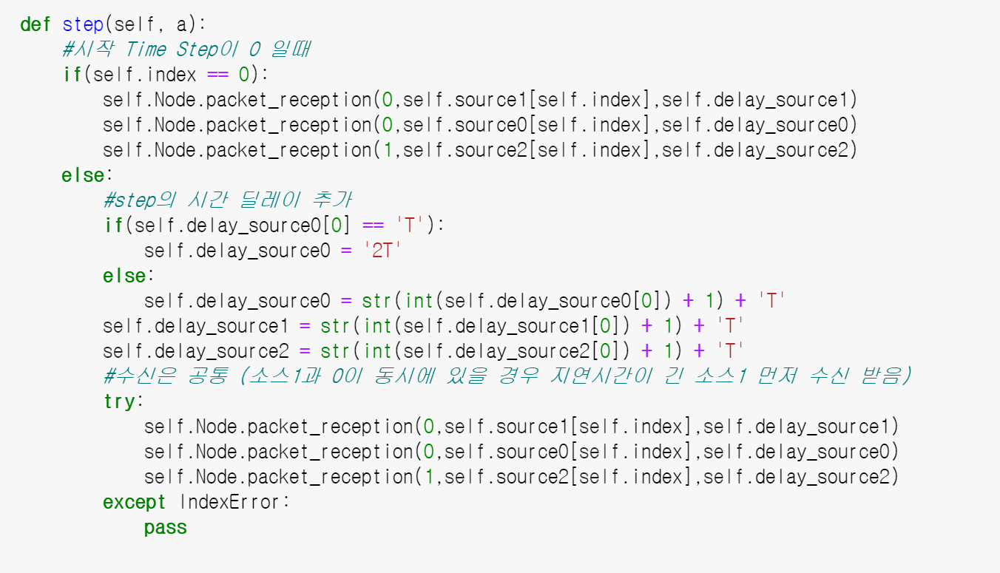 def step(self, a):
    #시작 Time Step이 0 일때
    if(self.index == 0):
        self.Node.packet_reception(0,self.source1[self.index],self.delay_source1)
        self.Node.packet_reception(0,self.source0[self.index],self.delay_source0)
        self.Node.packet_reception(1,self.source2[self.index],self.delay_source2)
    else:
        #step의 시간 딜레이 추가
        if(self.delay_source0[0] == 'T'):
            self.delay_source0 = '2T'
        else:
            self.delay_source0 = str(int(self.delay_source0[0]) + 1) + 'T'
        self.delay_source1 = str(int(self.delay_source1[0]) + 1) + 'T'
        self.delay_source2 = str(int(self.delay_source2[0]) + 1) + 'T'
        #수신은 공통 (소스1과 0이 동시에 있을 경우 지연시간이 긴 소스1 먼저 수신 받음)
        try:
            self.Node.packet_reception(0,self.source1[self.index],self.delay_source1)
            self.Node.packet_reception(0,self.source0[self.index],self.delay_source0)
            self.Node.packet_reception(1,self.source2[self.index],self.delay_source2)
        except IndexError:
            pass